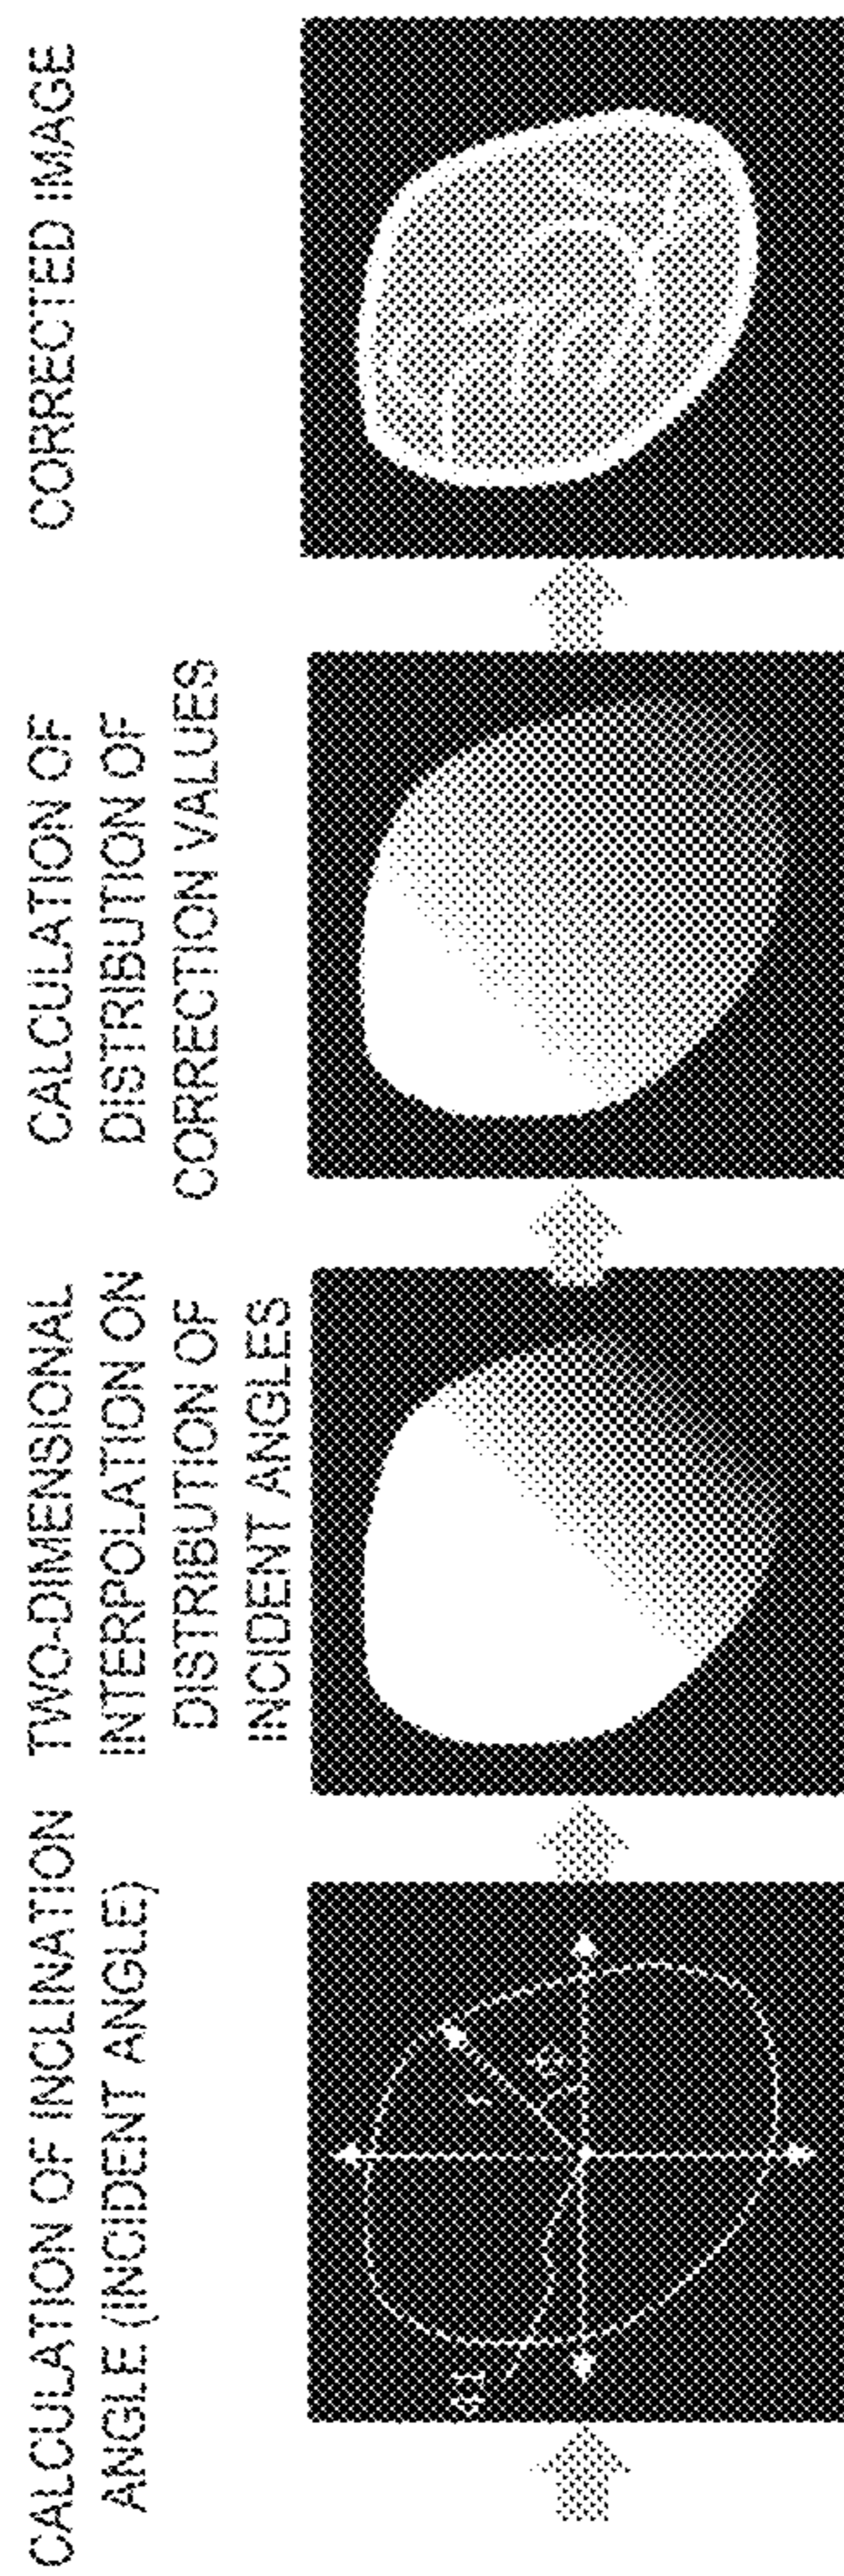 CALCULATION OF INCLINATION
ANGLE (INCIDENT ANGLE)
TWO-DIMENSIONAL
INTERPOLATION ON
DISTRIBUTION OF
INCIDENT ANGLES
CALCULATION OF
DISTRIBUTION OF
CORRECTION VALUES
CORRECTED IMAGE
r